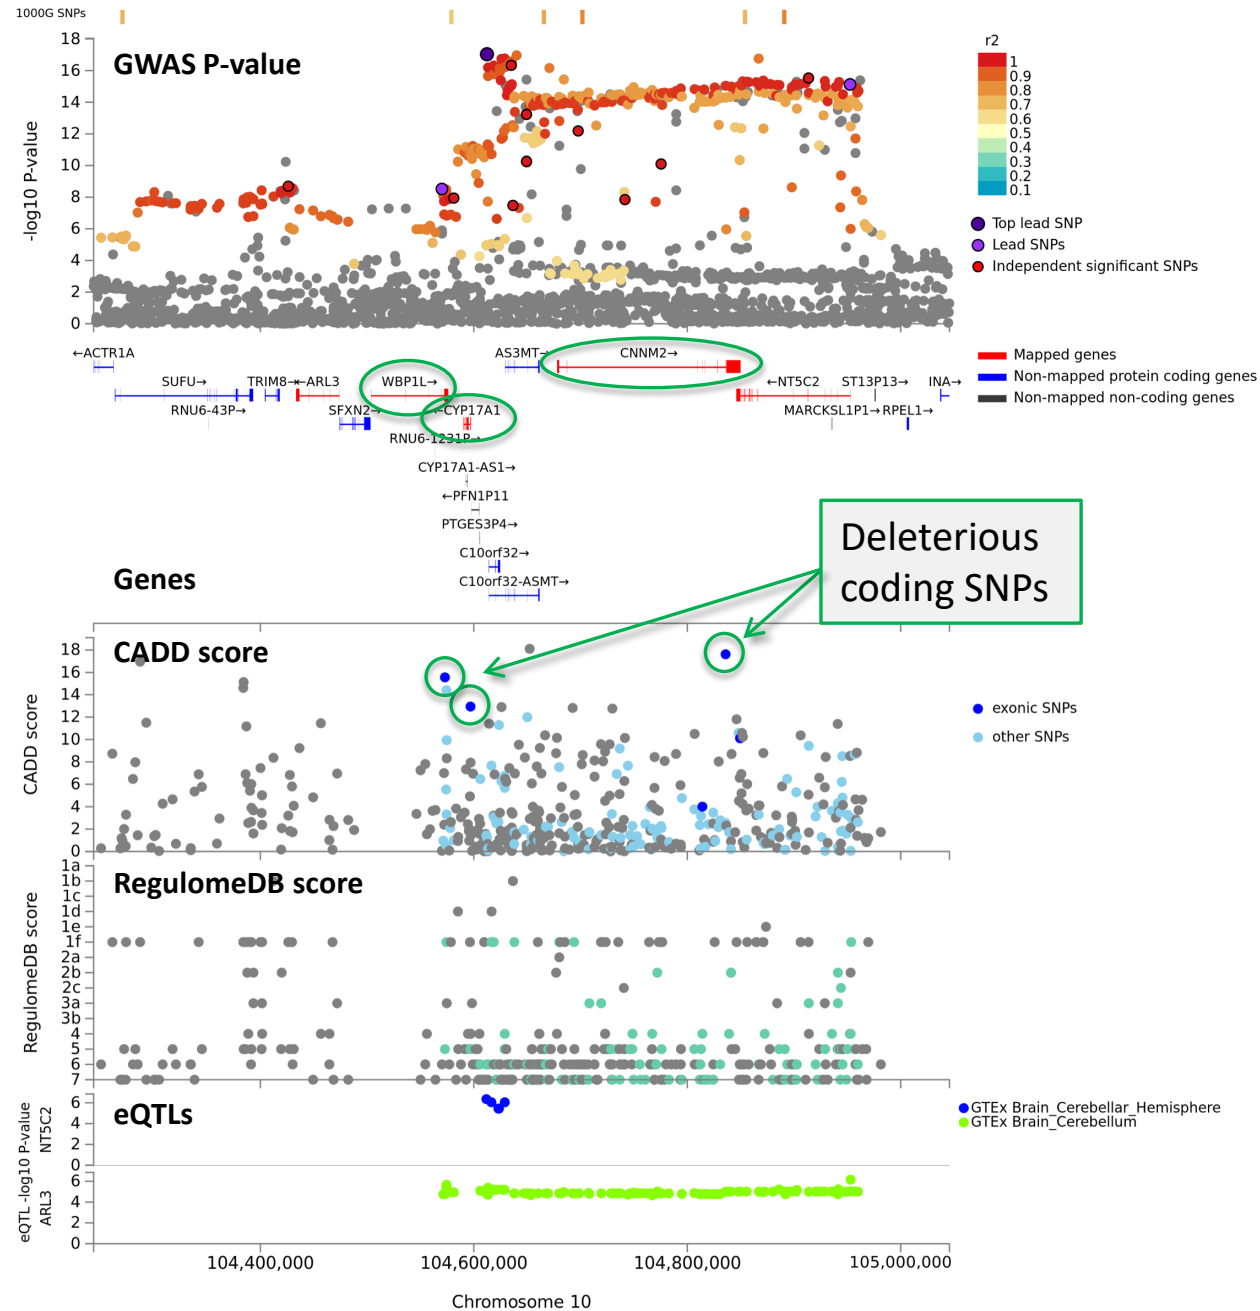 1000G SNPs
18
16
14
12
10
8
6
4
2
0
-log10 P-value
GWAS P-value
r2
1
0.9
0.8
0.7
0.6
0.5
0.4
0.3
0.2
0.1
Top lead SNP
Lead SNPs
Independent significant SNPs
←ACTR1A
AS3MT→
CNNM2→
SUFU→
TRIM8→
←ARL3
WBP1L→
←NT5C2
ST13P13→
INA→
RNU6-43P→
SFXN2→
←CYP17A1
MARCKSL1P1→
RPEL1→
RNU6-1231P→
CYP17A1-AS1→
←PFN1P11
PTGES3P4→
C10orf32→
C10orf32-ASMT→
Mapped genes
Non-mapped protein coding genes
Non-mapped non-coding genes
Genes
Deleterious
coding SNPs
CADD score
CADD score
18
16
14
12
10
8
6
4
2
0
exonic SNPs
other SNPs
RegulomeDB score
RegulomeDB score
1a
1b
1c
1d
1e
1f
2a
2b
2c
3a
3b
4
5
6
7
eQTLs
eQTL -log10 P-value
NT5C2
ARL3
6
4
2
0
6
4
2
0
GTEx Brain_Cerebellar_Hemisphere
GTEx Brain_Cerebellum
104,400,000
104,600,000
104,800,000
105,000,000
Chromosome 10